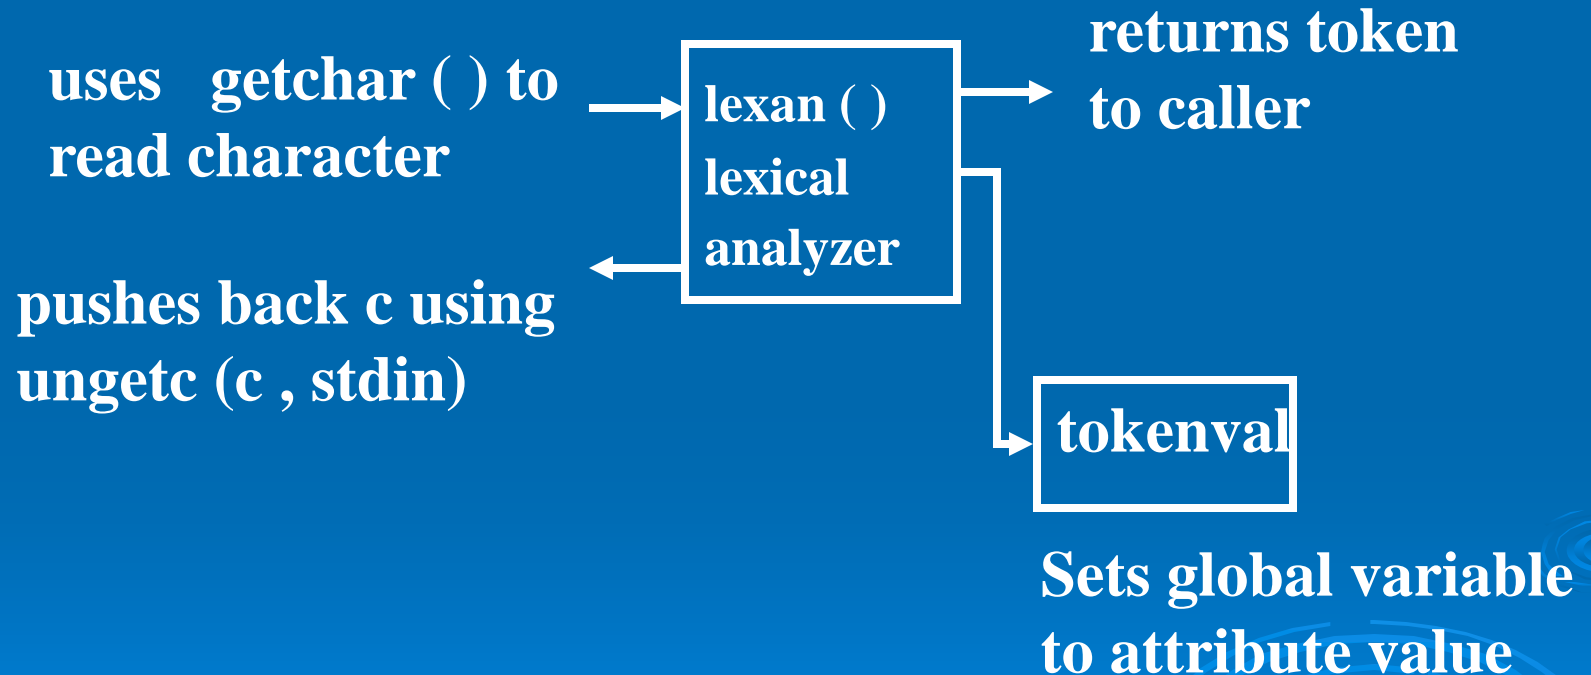 uses getchar ( ) to
read character
pushes back c using
ungetc (c , stdin)
lexan ( )
lexical
analyzer
returns token
to caller
tokenval
Sets global variable
to attribute value